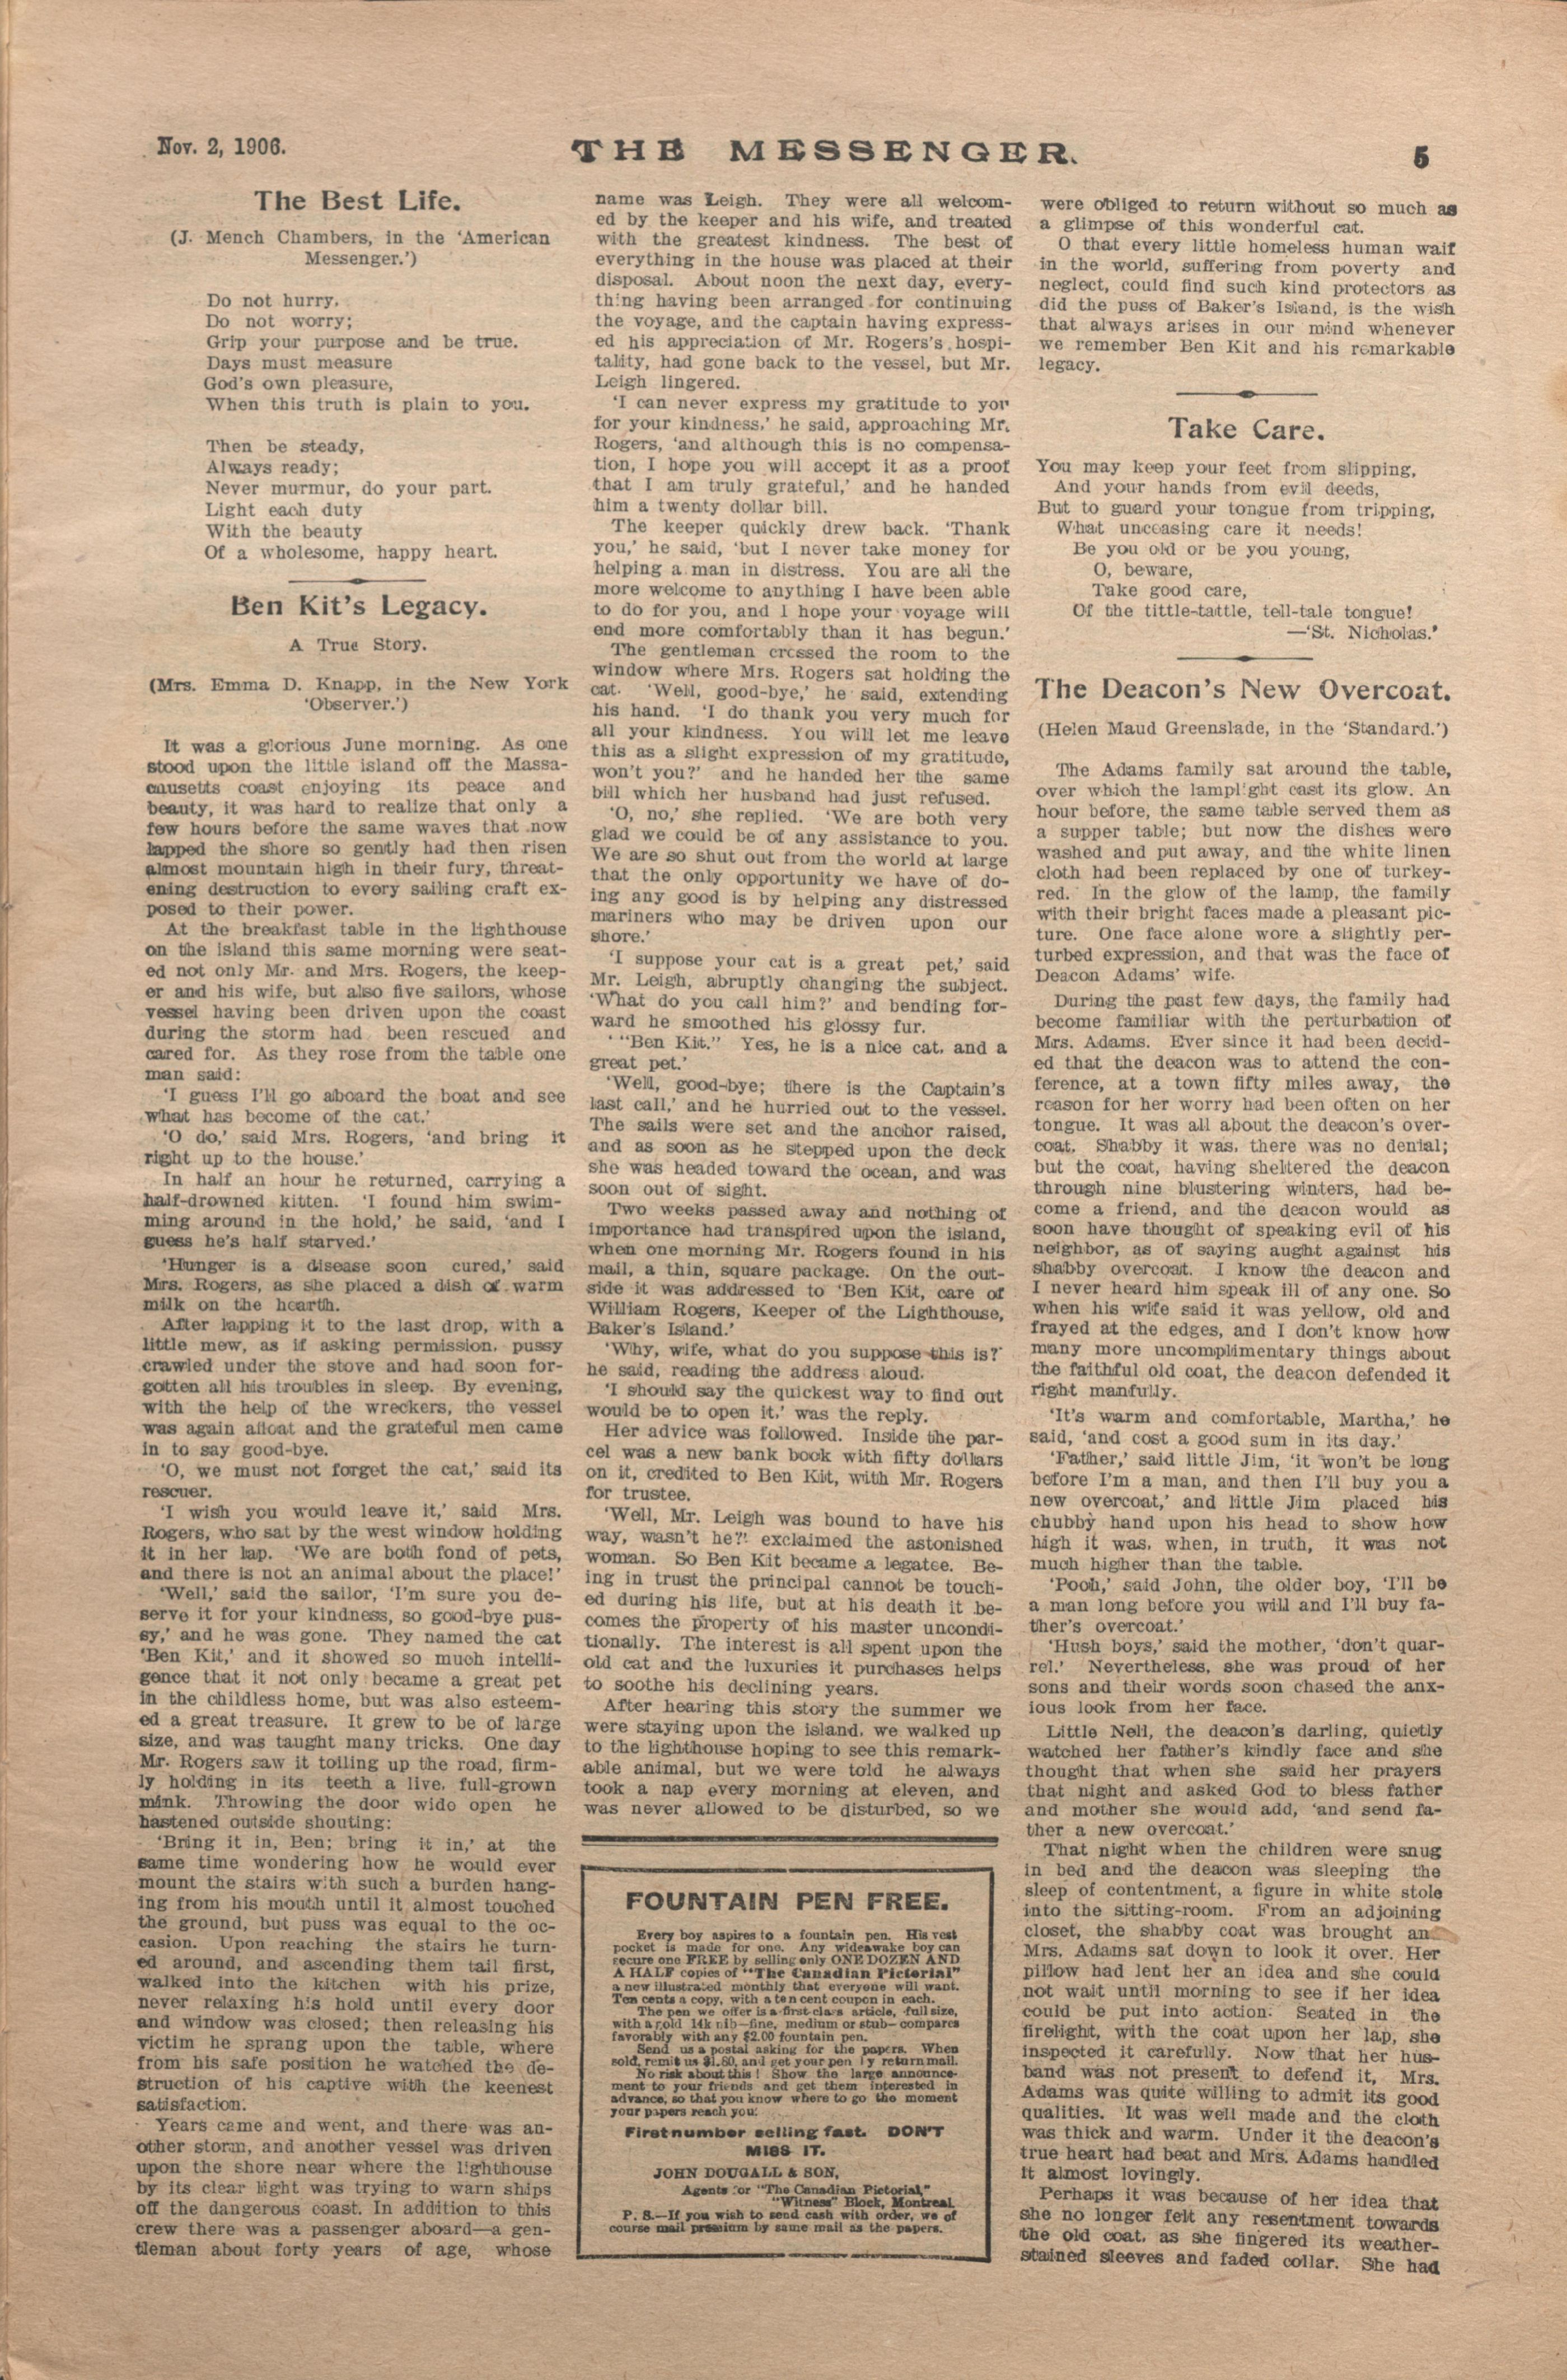 Nov. 2, 1906.
THE MESSENGER.
5
The Best Life.
(J. Mench Chambers, in the 'American
Messenger.')
Do not hurry,
Do not worry;
Grip your purpose and be true.
Days must measure
God's own pleasure,
When this truth is plain to you.
Then be steady,
Always ready;
Never murmur, do your part.
Light each duty
With the beauty
Of a wholesome, happy heart.
Ben Kit's Legacy.
A True Story.
(Mrs. Emma D. Knapp, in the New York
'Observer.')
It was a glorious June morning. As one
stood upon the little island off the Massa-
chusetts coast enjoying its peace and
beauty, it was hard to realize that only a
few hours before the same waves that now
lapped the shore so gently had then risen
almost mountain high in their fury, threat-
ening destruction to every sailing craft ex-
posed to their power.
At the breakfast table in the lighthouse
on the island this same morning were seat-
ed not only Mr. and Mrs. Rogers, the keep-
er and his wife, but also five sailors, whose
vessel having been driven upon the coast
during the storm had been rescued and
cared for. As they rose from the table one
man said:
'I guess I'll go aboard the boat and see
what has become of the cat.'
'O do,' said Mrs. Rogers, 'and bring it
right up to the house.'
In half an hour he returned, carrying a
half-drowned kitten. 'I found him swim-
ming around in the hold,' he said, 'and I
guess he's half starved.'
'Hunger is a disease soon cured,' said
Mrs. Rogers, as she placed a dish of warm
milk on the hearth.
After lapping it to the last drop, with a
little mew, as if asking permission, pussy
crawled under the stove and had soon for-
gotten all his troubles in sleep. By evening,
with the help of the wreckers, the vessel
was again afloat and the grateful men came
in to say good-bye.
'O, we must not forget the cat,' said its
rescuer.
'I wish you would leave it,' said Mrs.
Rogers, who sat by the west window holding
it in her lap. 'We are both fond of pets,
and there is not an animal about the place!'
'Well,' said the sailor, 'I'm sure you de-
serve it for your kindness, so good-bye pus-
sy,' and he was gone. They named the cat
'Ben Kit,' and it showed so much intelli-
gence that it not only became a great pet
in the childless home, but was also esteem-
ed a great treasure. It grew to be of large
size, and was taught many tricks. One day
Mr. Rogers saw it toiling up the road, firm-
ly holding in its teeth a live, full-grown
mink. Throwing the door wide open he
hastened outside shouting:
'Bring it in, Ben; bring it in,' at the
same time wondering how he would ever
mount the stairs with such a burden hang-
ing from his mouth until it almost touched
the ground, but puss was equal to the oc-
casion. Upon reaching the stairs he turn-
ed around, and ascending them tail first,
walked into the kitchen with his prize,
never relaxing his hold until every door
and window was closed; then releasing his
victim he sprang upon the table, where
from his safe position he watched the de-
struction of his captive with the keenest
satisfaction.
Years came and went, and there was an-
other storm, and another vessel was driven
upon the shore near where the lighthouse
by its clear light was trying to warn ships
off the dangerous coast. In addition to this
crew there was a passenger aboard—a gen-
tleman about forty years of age, whose
name was Leigh. They were all welcom-
ed by the keeper and his wife, and treated
with the greatest kindness. The best of
everything in the house was placed at their
disposal. About noon the next day, every-
thing having been arranged for continuing
the voyage, and the captain having express-
ed his appreciation of Mr. Rogers's hospi-
tality, had gone back to the vessel, but Mr.
Leigh lingered.
'I can never express my gratitude to you
for your kindness,' he said, approaching Mr.
Rogers, 'and although this is no compensa-
tion, I hope you will accept it as a proof
that I am truly grateful,' and he handed
him a twenty dollar bill.
The keeper quickly drew back. 'Thank
you,' he said, 'but I never take money for
helping a man in distress. You are all the
more welcome to anything I have been able
to do for you, and I hope your voyage will
end more comfortably than it has begun.'
The gentleman crossed the room to the
window where Mrs. Rogers sat holding the
cat. 'Well, good-bye,' he said, extending
his hand. 'I do thank you very much for
all your kindness. You will let me leave
this as a slight expression of my gratitude,
won't you?' and he handed her the same
bill which her husband had just refused.
'O, no,' she replied. 'We are both very
glad we could be of any assistance to you.
We are so shut out from the world at large
that the only opportunity we have of do-
ing any good is by helping any distressed
mariners who may be driven upon our
shore.'
'I suppose your cat is a great pet,' said
Mr. Leigh, abruptly changing the subject.
'What do you call him?' and bending for-
ward he smoothed his glossy fur.
' "Ben Kit." Yes, he is a nice cat, and a
great pet.'
'Well, good-bye; there is the Captain's
last call,' and he hurried out to the vessel.
The sails were set and the anchor raised,
and as soon as he stepped upon the deck
she was headed toward the ocean, and was
soon out of sight.
Two weeks passed away and nothing of
importance had transpired upon the island,
when one morning Mr. Rogers found in his
mail, a thin, square package. On the out-
side it was addressed to 'Ben Kit, care of
William Rogers, Keeper of the Lighthouse,
Baker's Island.'
'Why, wife, what do you suppose this is?'
he said, reading the address aloud.
'I should say the quickest way to find out
would be to open it,' was the reply.
Her advice was followed. Inside the par-
cel was a new bank book with fifty dollars
on it, credited to Ben Kit, with Mr. Rogers
for trustee.
'Well, Mr. Leigh was bound to have his
way, wasn't he?' exclaimed the astonished
woman. So Ben Kit became a legatee. Be-
ing in trust the principal cannot be touch-
ed during his life, but at his death it be-
comes the property of his master uncondi-
tionally. The interest is all spent upon the
old cat and the luxuries it purchases helps
to soothe his declining years.
After hearing this story the summer we
were staying upon the island, we walked up
to the lighthouse hoping to see this remark-
able animal, but we were told he always
took a nap every morning at eleven, and
was never allowed to be disturbed, so we
FOUNTAIN PEN FREE.
Every boy aspires to a fountain pen. His vest
pocket is made for one. Any wideawake boy can
secure one FREE by selling only ONE DOZEN AND
A HALF copies of "The Canadian Pictorial"
a new illustrated monthly that everyone will want.
Ten cents a copy, with a ten cent coupon in each.
The pen we offer is a first-class article, full size,
with a gold 14k nib—fine, medium or stub—compares
favorably with any $2.00 fountain pen.
Send us a postal asking for the papers. When
sold, remit us $1.80, and get your pen by return mail.
No risk about this! Show the large announce-
ment to your friends and get them interested in
advance, so that you know where to go the moment
your papers reach you.
First number selling fast. DON'T
MISS IT.
JOHN DOUGALL & SON,
Agents for "The Canadian Pictorial,"
"Witness" Block, Montreal.
P. S.—If you wish to send cash with order, we of
course mail premium by same mail as the papers.
were obliged to return without so much as
a glimpse of this wonderful cat.
O that every little homeless human waif
in the world, suffering from poverty and
neglect, could find such kind protectors as
did the puss of Baker's Island, is the wish
that always arises in our mind whenever
we remember Ben Kit and his remarkable
legacy.
Take Care.
You may keep your feet from slipping,
And your hands from evil deeds,
But to guard your tongue from tripping,
What unceasing care it needs!
Be you old or be you young,
O, beware,
Take good care,
Of the tittle-tattle, tell-tale tongue!
—'St. Nicholas.'
The Deacon's New Overcoat.
(Helen Maud Greenslade, in the 'Standard.')
The Adams family sat around the table,
over which the lamplight cast its glow. An
hour before, the same table served them as
a supper table; but now the dishes were
washed and put away, and the white linen
cloth had been replaced by one of turkey-
red. In the glow of the lamp, the family
with their bright faces made a pleasant pic-
ture. One face alone wore a slightly per-
turbed expression, and that was the face of
Deacon Adams' wife.
During the past few days, the family had
become familiar with the perturbation of
Mrs. Adams. Ever since it had been decid-
ed that the deacon was to attend the con-
ference, at a town fifty miles away, the
reason for her worry had been often on her
tongue. It was all about the deacon's over-
coat. Shabby it was, there was no denial;
but the coat, having sheltered the deacon
through nine blustering winters, had be-
come a friend, and the deacon would as
soon have thought of speaking evil of his
neighbor, as of saying aught against his
shabby overcoat. I know the deacon and
I never heard him speak ill of any one. So
when his wife said it was yellow, old and
frayed at the edges, and I don't know how
many more uncomplimentary things about
the faithful old coat, the deacon defended it
right manfully.
'It's warm and comfortable, Martha,' he
said, 'and cost a good sum in its day.'
'Father,' said little Jim, 'it won't be long
before I'm a man, and then I'll buy you a
new overcoat,' and little Jim placed his
chubby hand upon his head to show how
high it was, when, in truth, it was not
much higher than the table.
'Pooh,' said John, the older boy, 'I'll be
a man long before you will and I'll buy fa-
ther's overcoat.'
'Hush boys,' said the mother, 'don't quar-
rel.' Nevertheless, she was proud of her
sons and their words soon chased the anx-
ious look from her face.
Little Nell, the deacon's darling, quietly
watched her father's kindly face and she
thought that when she said her prayers
that night and asked God to bless father
and mother she would add, 'and send fa-
ther a new overcoat.'
That night when the children were snug
in bed and the deacon was sleeping the
sleep of contentment, a figure in white stole
into the sitting-room. From an adjoining
closet, the shabby coat was brought an
Mrs. Adams sat down to look it over. Her
pillow had lent her an idea and she could
not wait until morning to see if her idea
could be put into action. Seated in the
firelight, with the coat upon her lap, she
inspected it carefully. Now that her hus-
band was not present to defend it, Mrs.
Adams was quite willing to admit its good
qualities. It was well made and the cloth
was thick and warm. Under it the deacon's
true heart had beat and Mrs. Adams handled
it almost lovingly.
Perhaps it was because of her idea that
she no longer felt any resentment towards
the old coat, as she fingered its weather-
stained sleeves and faded collar. She had